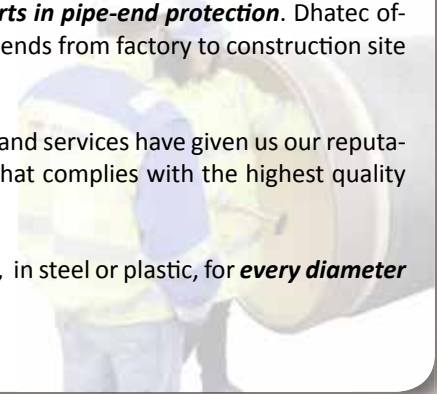 rts in pipe-end protection. Dhatec of-
ends from factory to construction site
and services have given us our reputa-
hat complies with the highest quality
, in steel or plastic, for every diameter